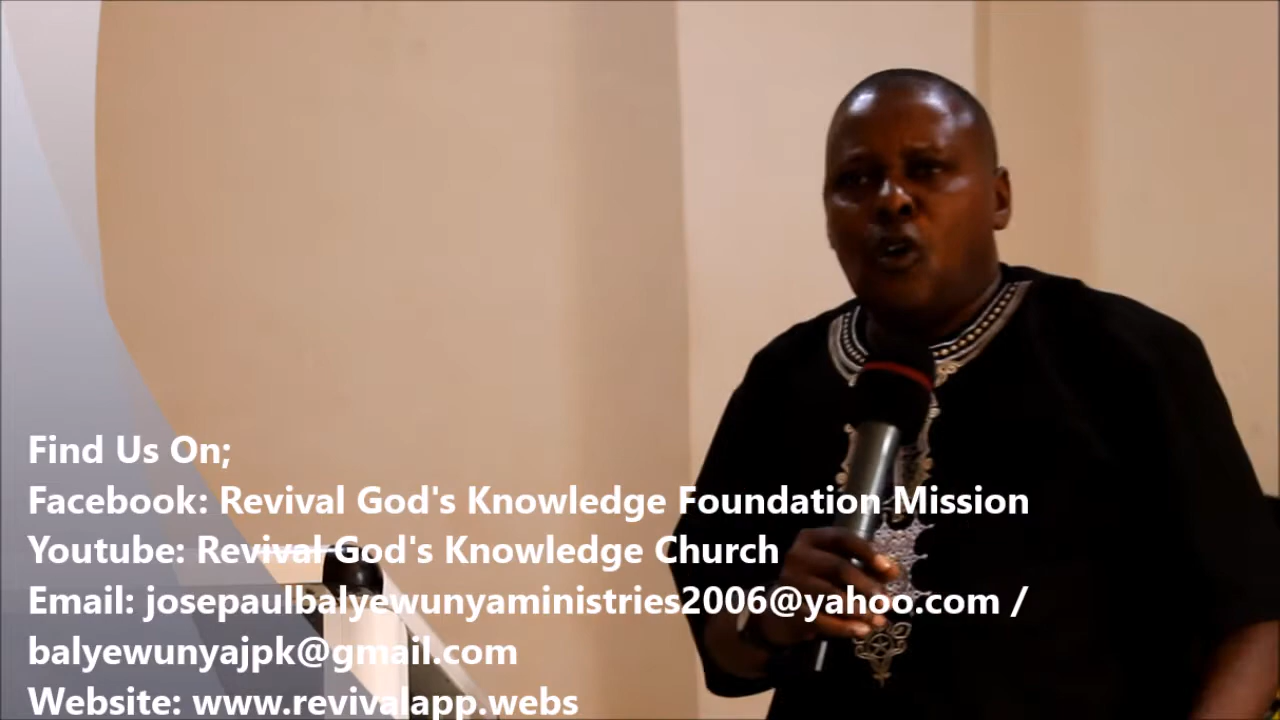 Find Us On;
Facebook: Revival God's Knowledge Foundation Mission
Youtube: Revival God's Knowledge Church
Email: josepaulbalyewunyaministries2006@yahoo.com /
balyewunyajpk@gmail.com
Website: www.revivalapp.webs